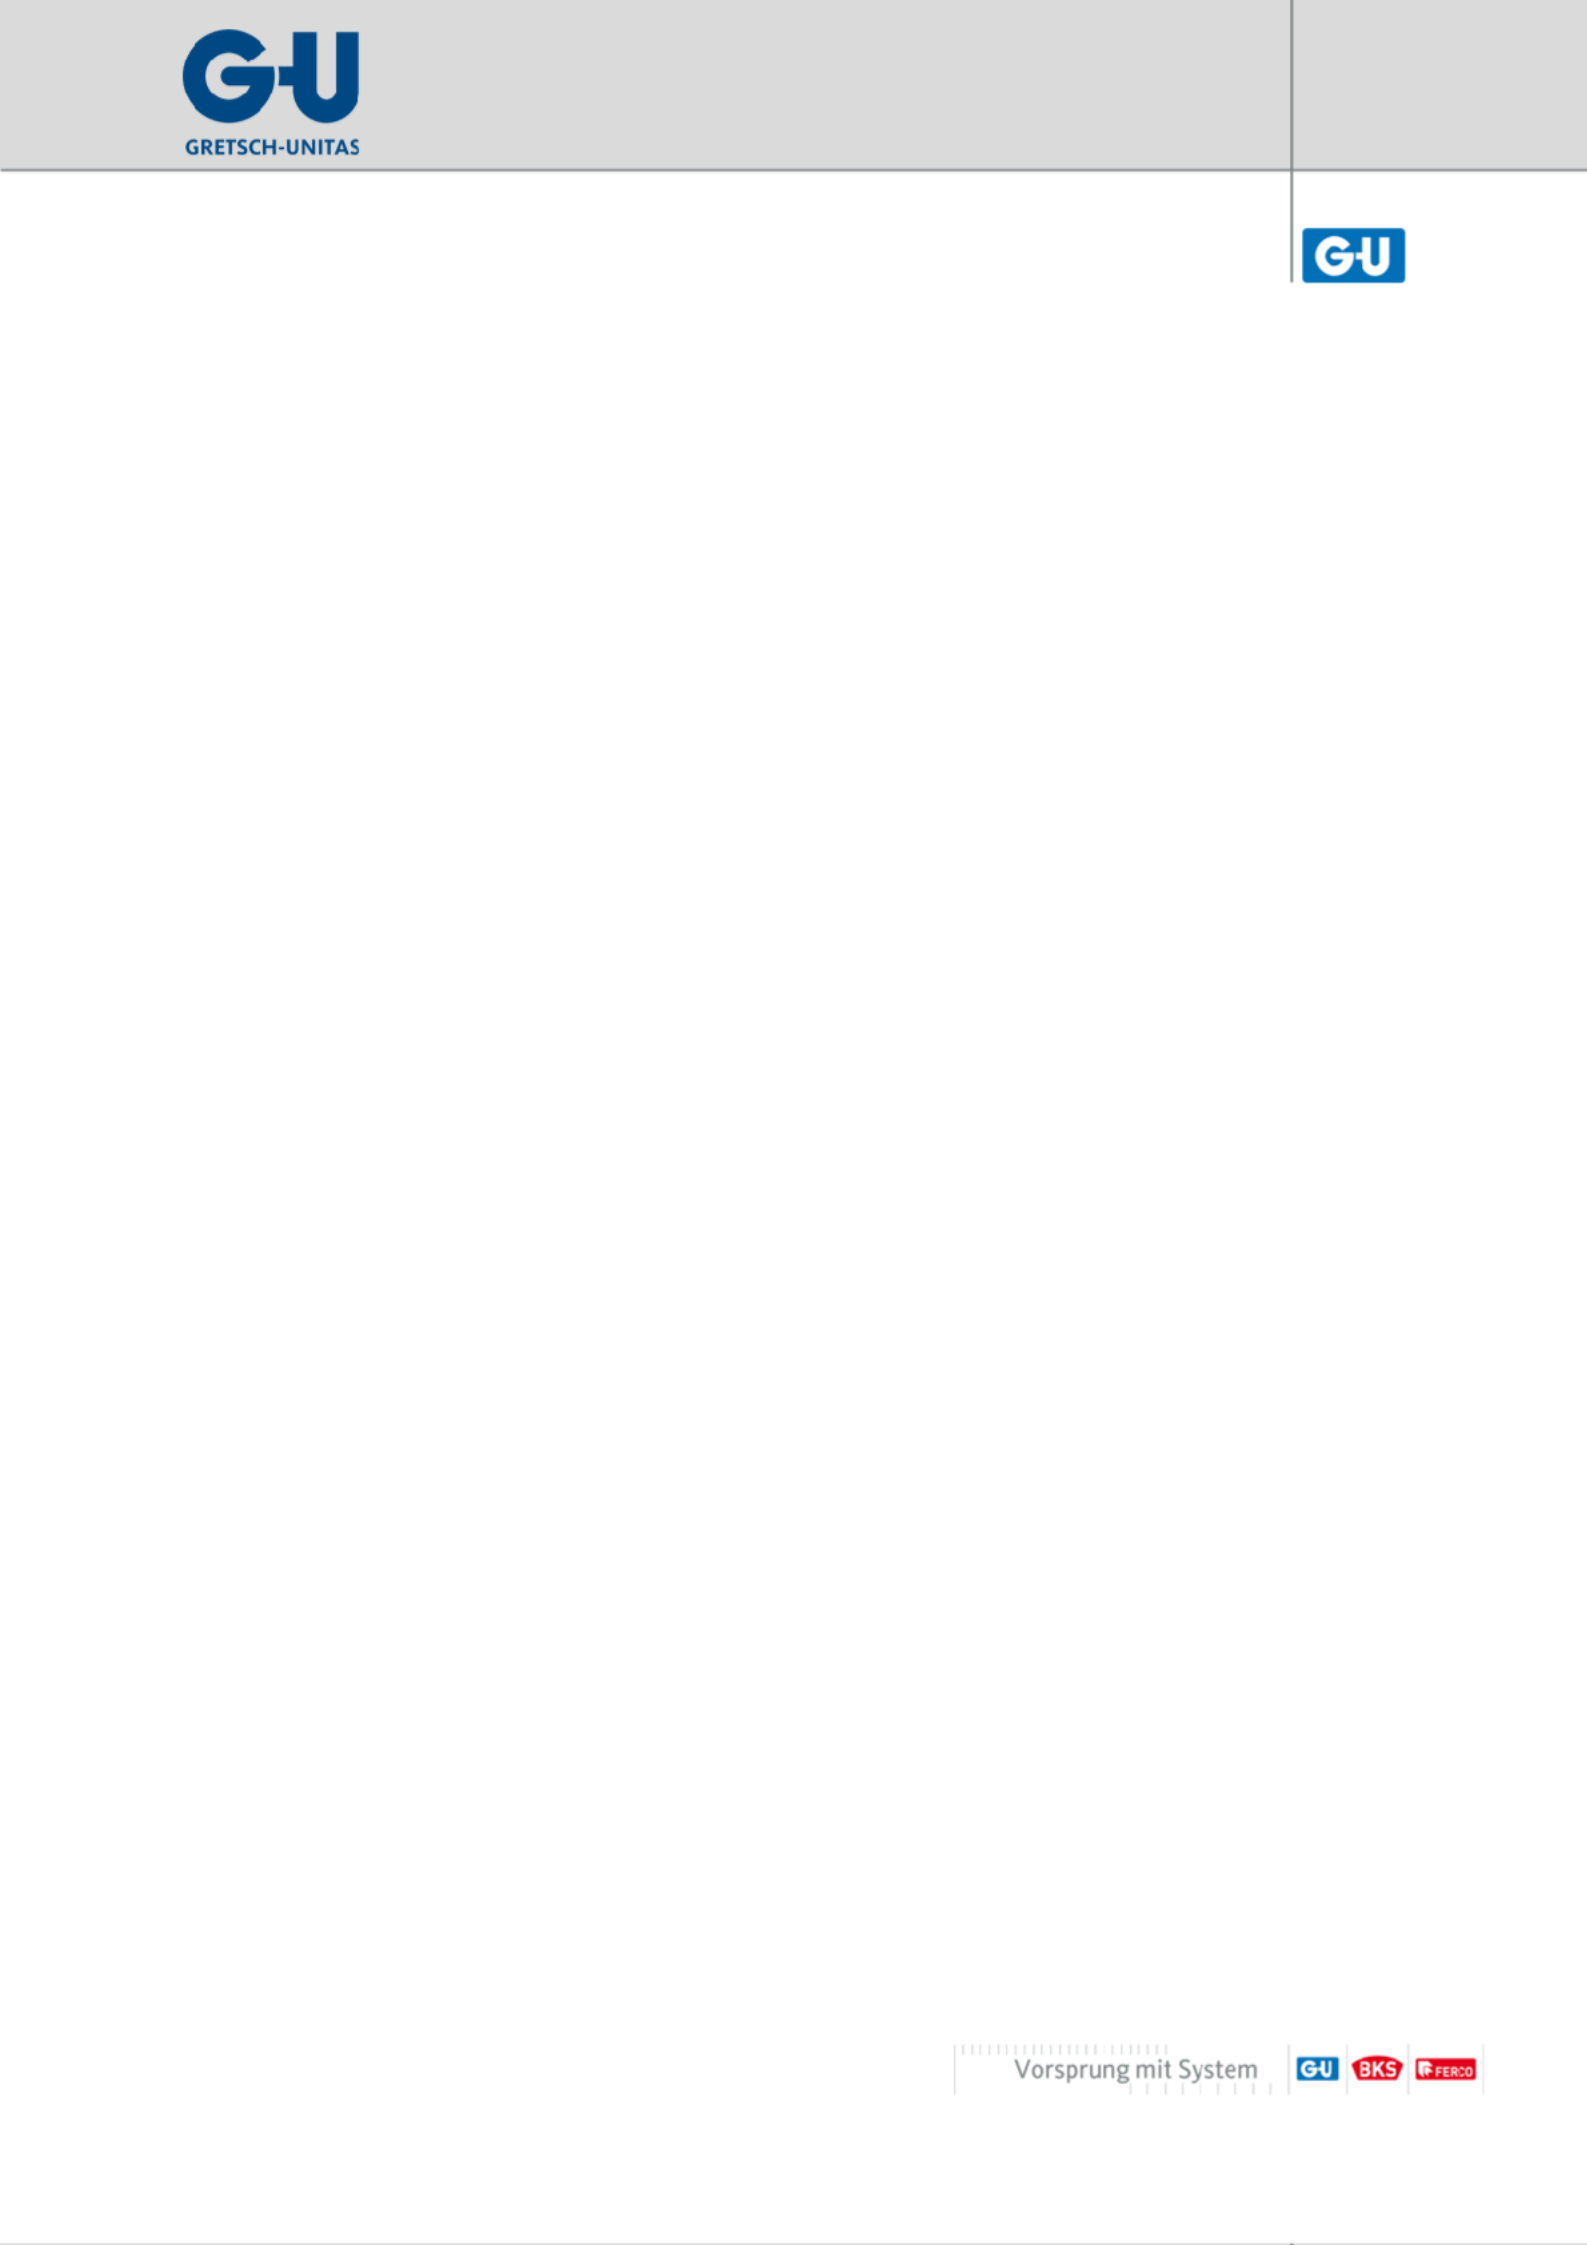 G-U
GRETSCH-UNITAS
G-U
Vorsprung mit System
G-U
BKS
FERCO